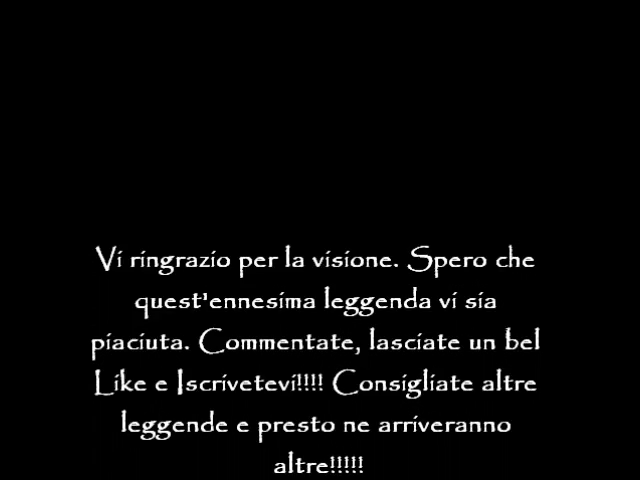 Vi ringrazio per la visione. Spero che
quest'ennesima leggenda vi sia
piaciuta. Commentate, lasciate un bel
Like e Iscrivetevi!!!! Consigliate altre
leggende e presto ne arriveranno
altre!!!!!